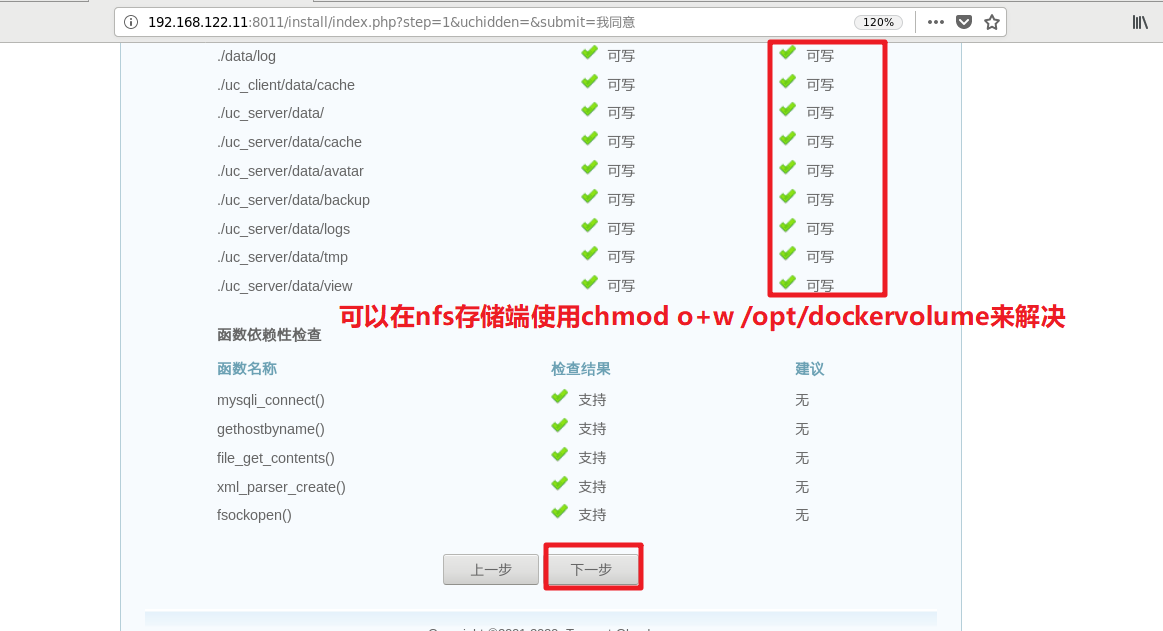 192.168.122.11:8011/install/index.php?step=1&uchidden=&submit=我同意 120%
./data/log 可写 可写
./uc_client/data/cache 可写 可写
./uc_server/data/ 可写 可写
./uc_server/data/cache 可写 可写
./uc_server/data/avatar 可写 可写
./uc_server/data/backup 可写 可写
./uc_server/data/logs 可写 可写
./uc_server/data/tmp 可写 可写
./uc_server/data/view 可写 可写
可以在nfs存储端使用chmod o+w /opt/dockervolume来解决
函数依赖性检查
函数名称 检查结果 建议
mysqli_connect() 支持 无
gethostbyname() 支持 无
file_get_contents() 支持 无
xml_parser_create() 支持 无
fsockopen() 支持 无
上一步 下一步